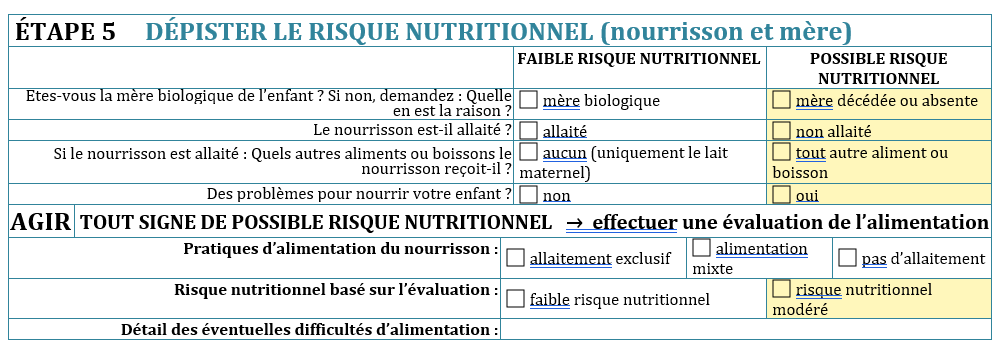 ÉTAPE 5 DÉPISTER LE RISQUE NUTRITIONNEL (nourrisson et mère)
FAIBLE RISQUE NUTRITIONNEL
POSSIBLE RISQUE
NUTRITIONNEL
Etes-vous la mère biologique de l'enfant ? Si non, demandez : Quelle
en est la raison ?
☐ mère biologique
☐ mère décédée ou absente
Le nourrisson est-il allaité ?
☐ allaité
☐ non allaité
Si le nourrisson est allaité : Quels autres aliments ou boissons le
nourrisson reçoit-il ?
☐ aucun (uniquement le lait
maternel)
☐ tout autre aliment ou
boisson
Des problèmes pour nourrir votre enfant ?
☐ non
☐ oui
AGIR TOUT SIGNE DE POSSIBLE RISQUE NUTRITIONNEL → effectuer une évaluation de l'alimentation
Pratiques d'alimentation du nourrisson :
☐ allaitement exclusif
☐ alimentation
mixte
☐ pas d'allaitement
Risque nutritionnel basé sur l'évaluation :
☐ faible risque nutritionnel
☐ risque nutritionnel
modéré
Détail des éventuelles difficultés d'alimentation :